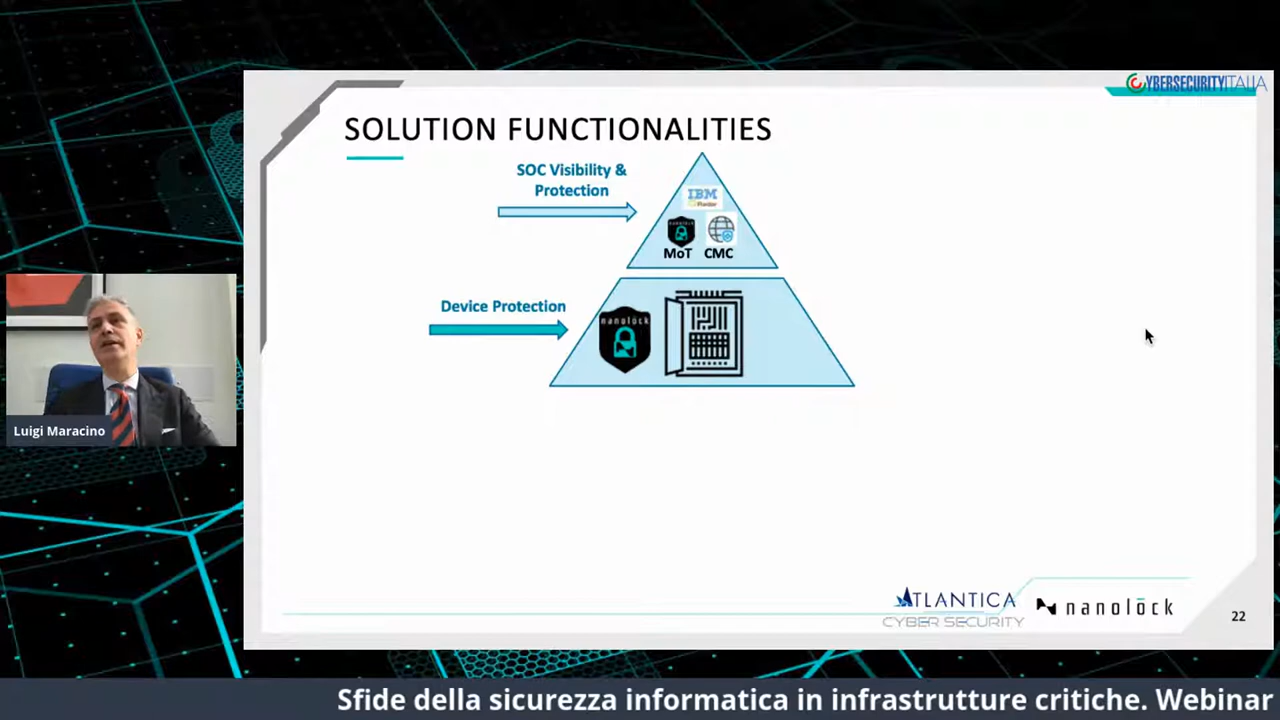 CYBERSECURITYITALIA
SOLUTION FUNCTIONALITIES
SOC Visibility &
Protection
IBM
nanolock
MoT CMC
Device Protection
nanolock
Luigi Maracino
ATLANTICA
CYBER SECURITY
nanolōck
22
Sfide della sicurezza informatica in infrastrutture critiche. Webinar